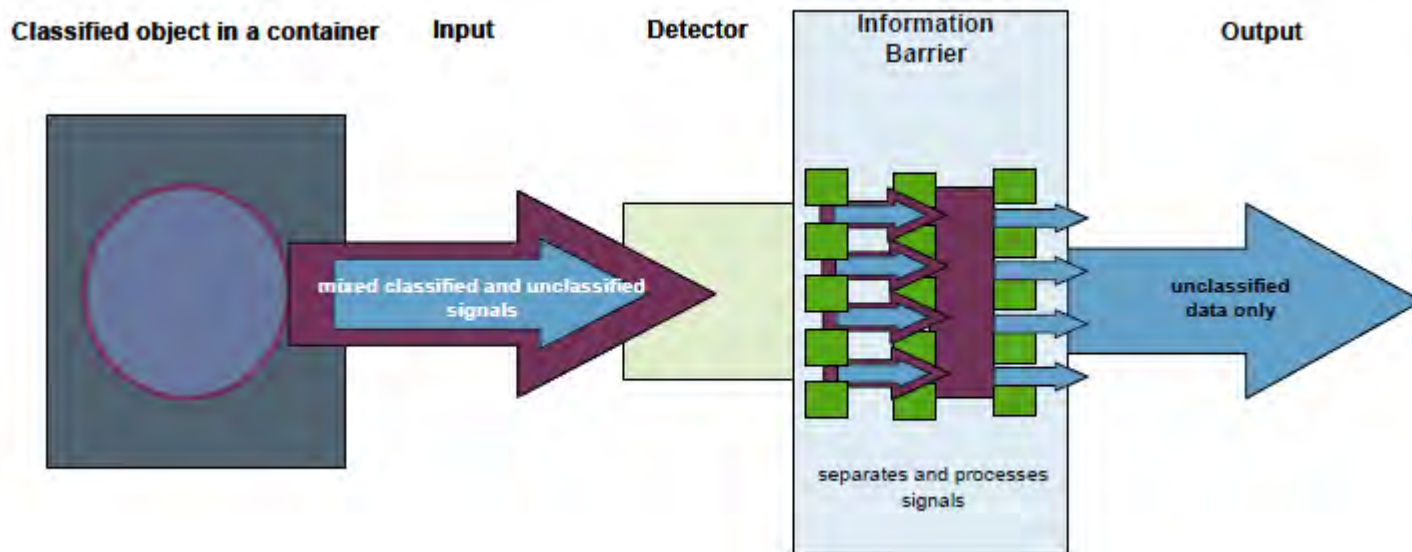 Classified object in a container
Input
Detector
Information
Barrier
Output
mixed classified and unclassified
signals
unclassified
data only
separates and processes
signals